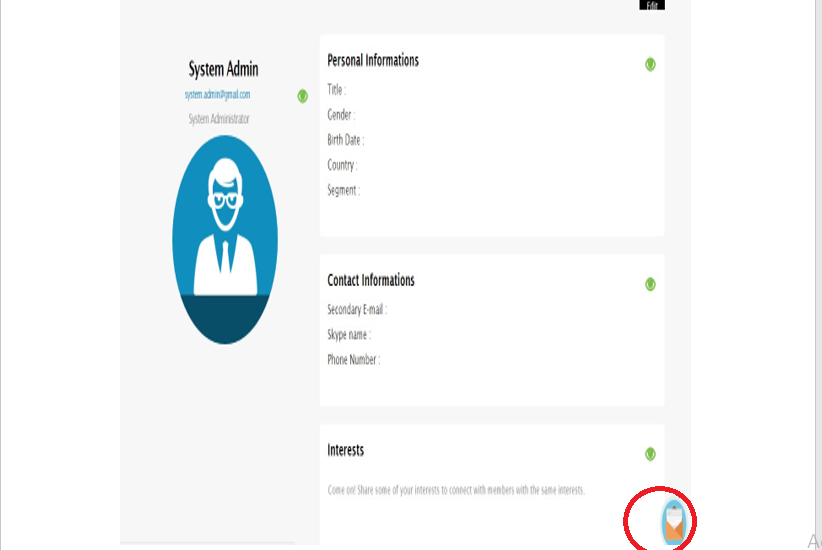 Edit
System Admin
system.admin@gmail.com
System Administrator
Personal Informations
Title :
Gender :
Birth Date :
Country :
Segment :
Contact Informations
Secondary E-mail :
Skype name :
Phone Number :
Interests
Come on! Share some of your interests to connect with members with the same interests.